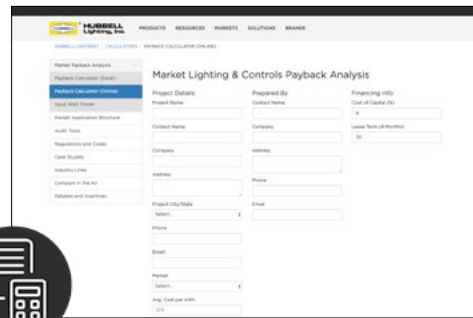 HUBBELL
Lighting, Inc.
PRODUCTS RESOURCES MARKETS SOLUTIONS BRANDS
CALCULATORS PAYBACK CALCULATOR (ONLINE)
Market Payback Analysis
Payback Calculator (Excel)
Payback Calculator (Online)
Input Watt Finder
Market Application Brochure
Audit Tools
Regulations and Codes
Case Studies
Industry Links
Compare in the Air
Rebates and Incentives
Market Lighting & Controls Payback Analysis
Project Details
Project Name
Contact Name
Company
Address
Project City/State
Select..
Phone
Email
Market
Select..
Avg. Cost per kWh
Prepared By
Contact Name
Company
Address
Phone
Email
Financing Info
Cost of Capital (%)
Lease Term (# Months)